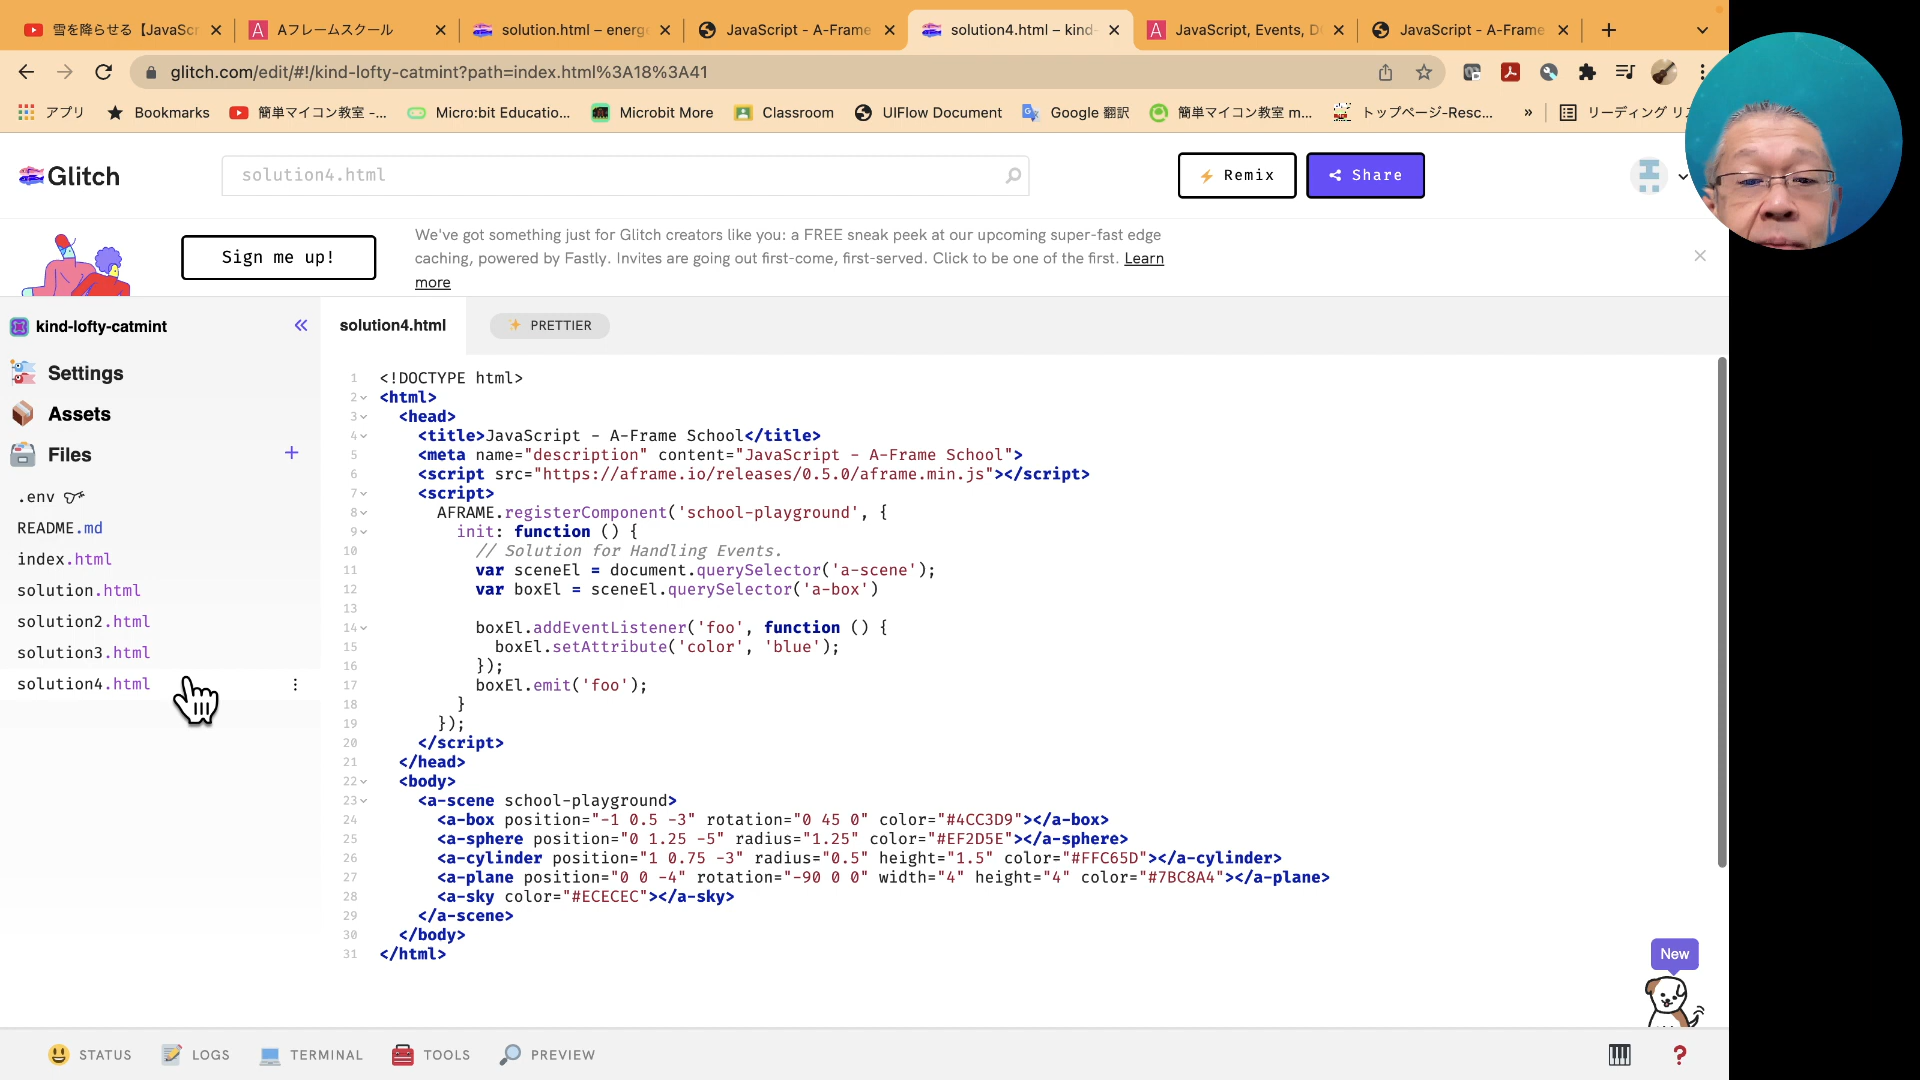 雪を降らせる【JavaScr
Aフレームスクール
solution.html – energe
JavaScript - A-Frame
solution4.html – kind-
JavaScript, Events, DO
JavaScript - A-Frame
glitch.com/edit/#!/kind-lofty-catmint?path=index.html%3A18%3A41
アプリ
Bookmarks
簡単マイコン教室 -...
Micro:bit Educatio...
Microbit More
Classroom
UIFlow Document
Google 翻訳
簡単マイコン教室 m...
トップページ-Resc...
»
リーディング リス
Glitch
solution4.html
Remix
Share
Sign me up!
We've got something just for Glitch creators like you: a FREE sneak peek at our upcoming super-fast edge
caching, powered by Fastly. Invites are going out first-come, first-served. Click to be one of the first. Learn
more
kind-lofty-catmint
Settings
Assets
Files
.env
README.md
index.html
solution.html
solution2.html
solution3.html
solution4.html
solution4.html
PRETTIER
1 <!DOCTYPE html>
2 <html>
3 <head>
4 <title>JavaScript - A-Frame School</title>
5 <meta name="description" content="JavaScript - A-Frame School">
6 <script src="https://aframe.io/releases/0.5.0/aframe.min.js"></script>
7 <script>
8 AFRAME.registerComponent('school-playground', {
9 init: function () {
10 // Solution for Handling Events.
11 var sceneEl = document.querySelector('a-scene');
12 var boxEl = sceneEl.querySelector('a-box')
13
14 boxEl.addEventListener('foo', function () {
15 boxEl.setAttribute('color', 'blue');
16 });
17 boxEl.emit('foo');
18 }
19 });
20 </script>
21 </head>
22 <body>
23 <a-scene school-playground>
24 <a-box position="-1 0.5 -3" rotation="0 45 0" color="#4CC3D9"></a-box>
25 <a-sphere position="0 1.25 -5" radius="1.25" color="#EF2D5E"></a-sphere>
26 <a-cylinder position="1 0.75 -3" radius="0.5" height="1.5" color="#FFC65D"></a-cylinder>
27 <a-plane position="0 0 -4" rotation="-90 0 0" width="4" height="4" color="#7BC8A4"></a-plane>
28 <a-sky color="#ECECEC"></a-sky>
29 </a-scene>
30 </body>
31 </html>
New
STATUS
LOGS
TERMINAL
TOOLS
PREVIEW
?